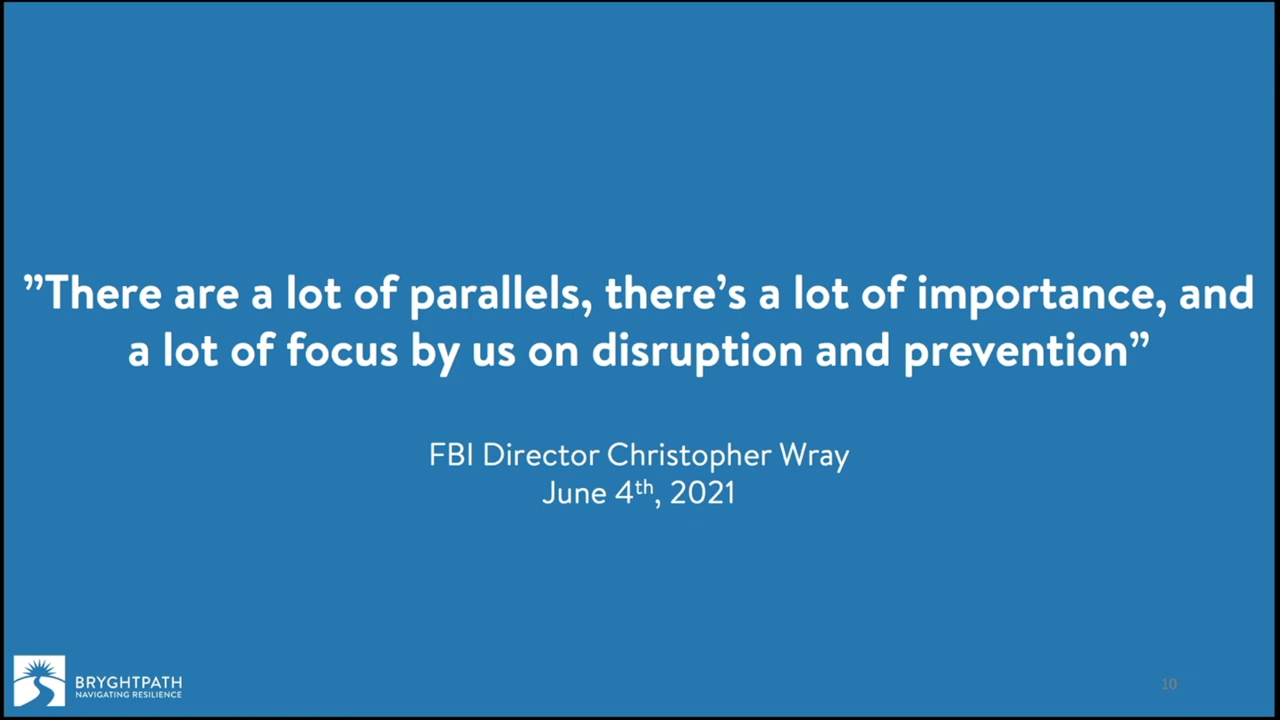 ”There are a lot of parallels, there’s a lot of importance, and
a lot of focus by us on disruption and prevention”
FBI Director Christopher Wray
June 4th, 2021
BRYGHTPATH
NAVIGATING RESILIENCE
10